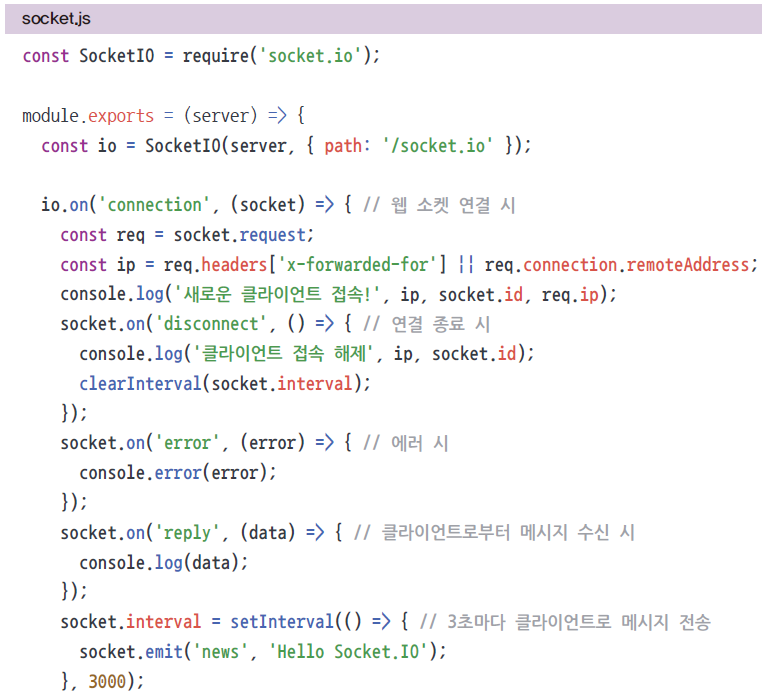 socket.js
const SocketIO = require('socket.io');
module.exports = (server) => {
const io = SocketIO(server, { path: '/socket.io' });
io.on('connection', (socket) => { // 웹 소켓 연결 시
const req = socket.request;
const ip = req.headers['x-forwarded-for'] || req.connection.remoteAddress;
console.log('새로운 클라이언트 접속!', ip, socket.id, req.ip);
socket.on('disconnect', () => { // 연결 종료 시
console.log('클라이언트 접속 해제', ip, socket.id);
clearInterval(socket.interval);
});
socket.on('error', (error) => { // 에러 시
console.error(error);
});
socket.on('reply', (data) => { // 클라이언트로부터 메시지 수신 시
console.log(data);
});
socket.interval = setInterval(() => { // 3초마다 클라이언트로 메시지 전송
socket.emit('news', 'Hello Socket.IO');
}, 3000);